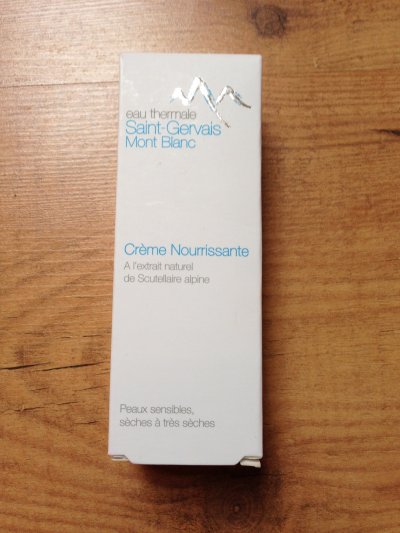 eau thermale
Saint-Gervais
Mont Blanc
Crème Nourrissante
A l'extrait naturel
de Scutellaire alpine
Peaux sensibles,
sèches à très sèches